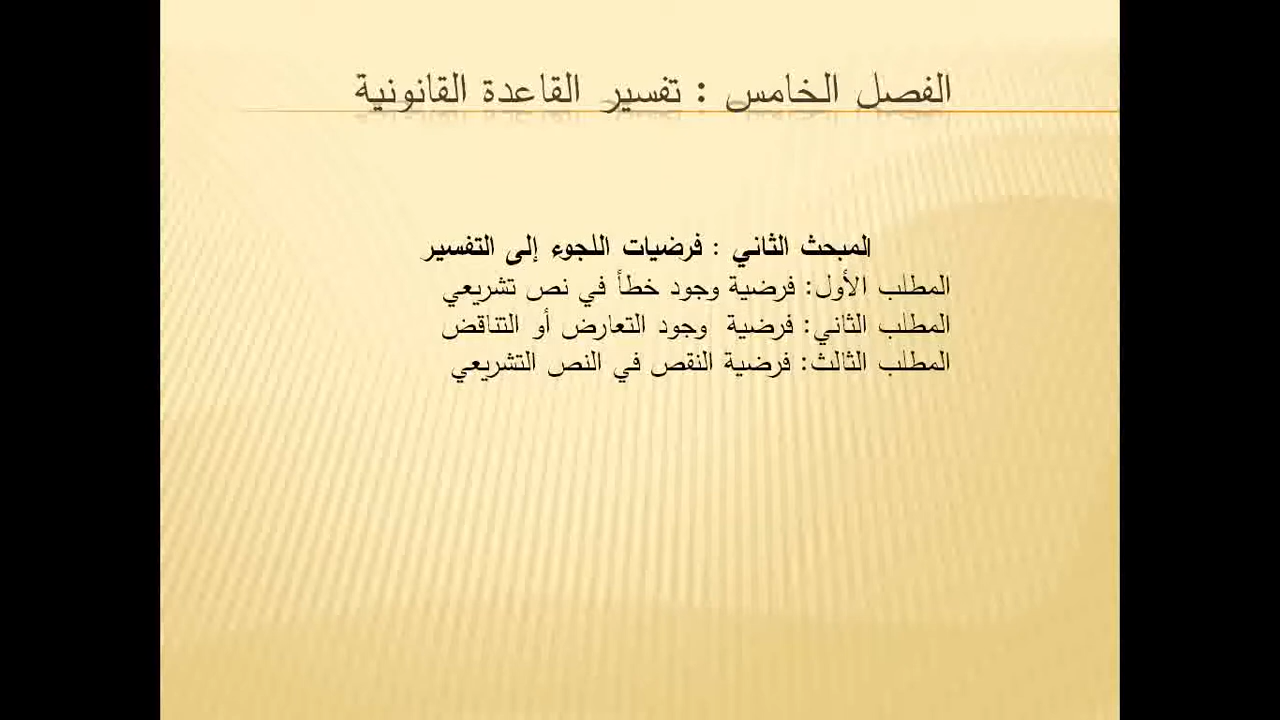 الفصل الخامس : تفسير القاعدة القانونية
المبحث الثاني : فرضيات اللجوء إلى التفسير
المطلب الأول: فرضية وجود خطأ في نص تشريعي
المطلب الثاني: فرضية وجود التعارض أو التناقض
المطلب الثالث: فرضية النقص في النص التشريعي